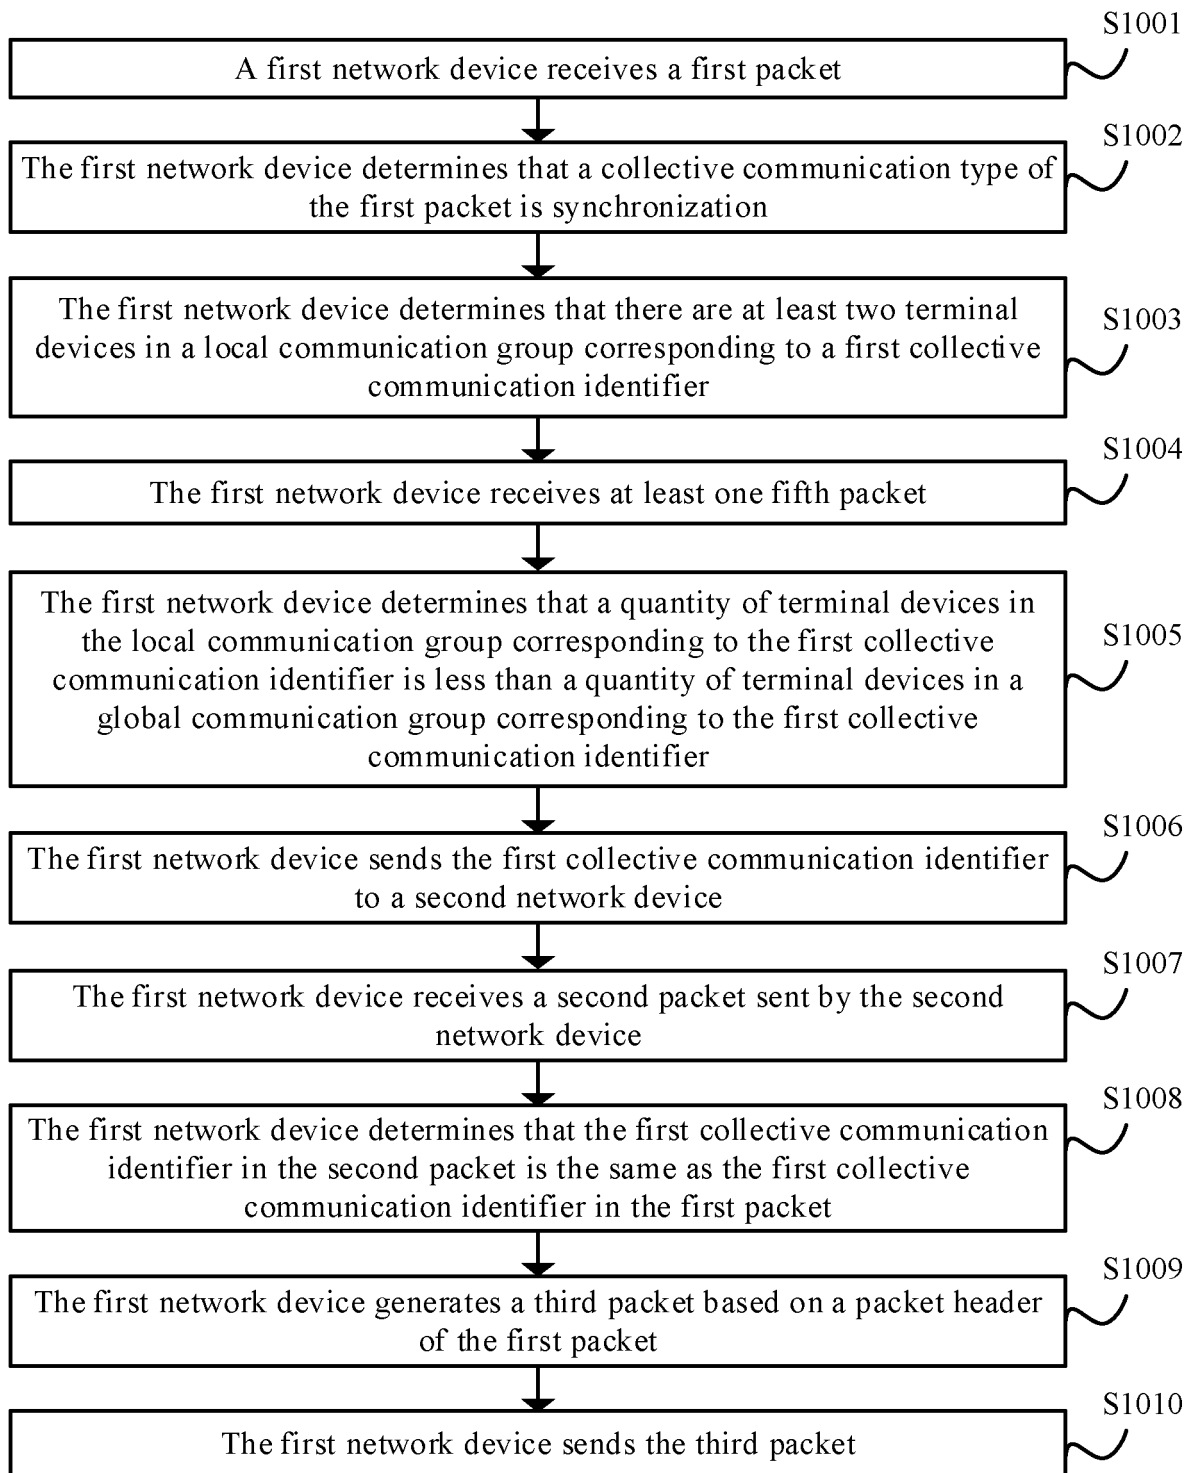 S1001
A first network device receives a first packet
S1002
The first network device determines that a collective communication type of
the first packet is synchronization
S1003
The first network device determines that there are at least two terminal
devices in a local communication group corresponding to a first collective
communication identifier
S1004
The first network device receives at least one fifth packet
S1005
The first network device determines that a quantity of terminal devices in
the local communication group corresponding to the first collective
communication identifier is less than a quantity of terminal devices in a
global communication group corresponding to the first collective
communication identifier
S1006
The first network device sends the first collective communication identifier
to a second network device
S1007
The first network device receives a second packet sent by the second
network device
S1008
The first network device determines that the first collective communication
identifier in the second packet is the same as the first collective
communication identifier in the first packet
S1009
The first network device generates a third packet based on a packet header
of the first packet
S1010
The first network device sends the third packet